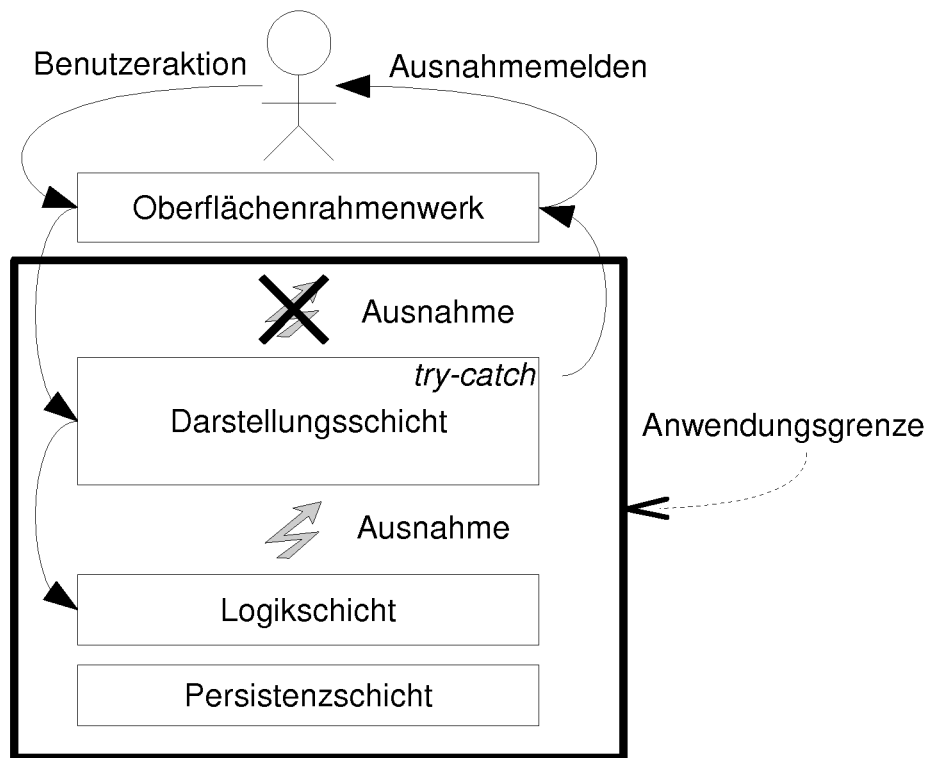 Benutzeraktion
Ausnahmemelden
Oberflächenrahmenwerk
Ausnahme
try-catch
Darstellungsschicht
Anwendungsgrenze
Ausnahme
Logikschicht
Persistenzschicht